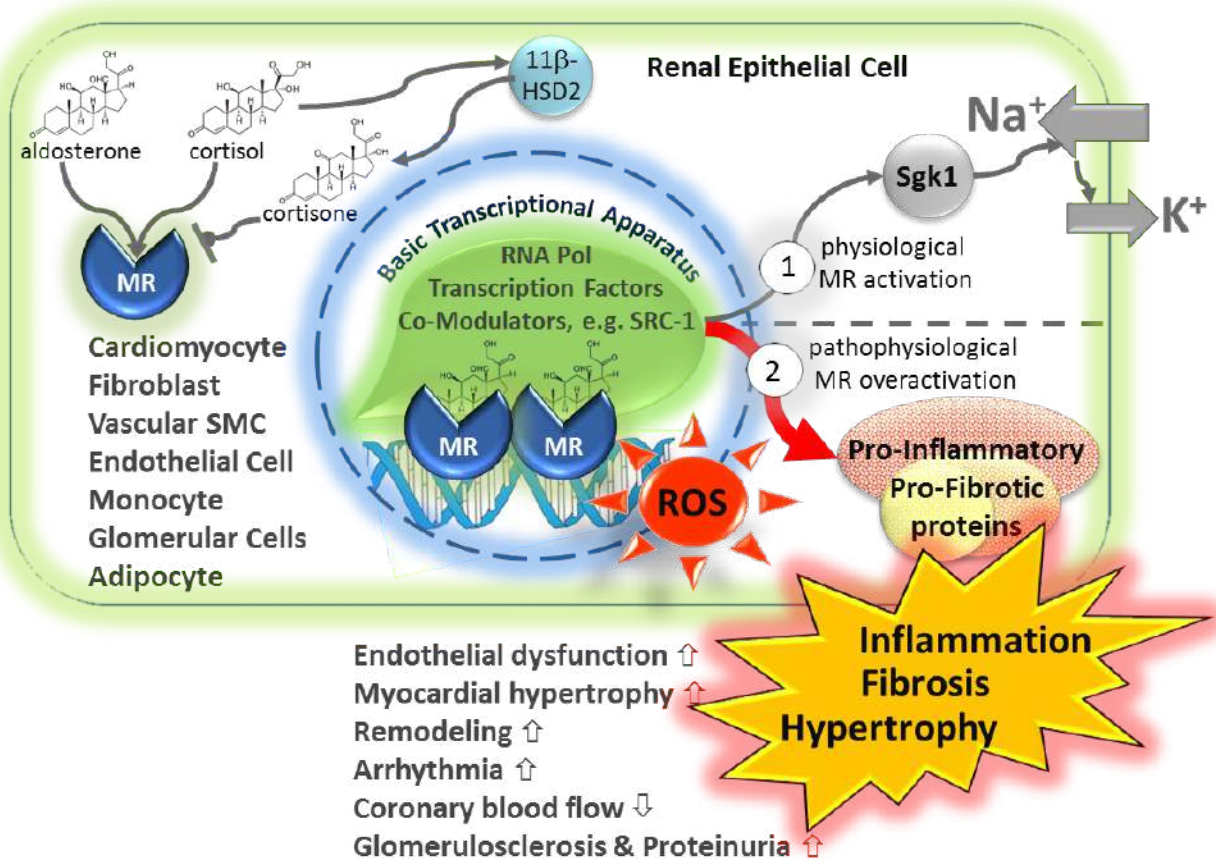 Renal Epithelial Cell
11β-
HSD2
aldosterone
cortisol
cortisone
MR
Na⁺
K⁺
Sgk1
Basic Transcriptional Apparatus
RNA Pol
Transcription Factors
Co-Modulators, e.g. SRC-1
1
physiological
MR activation
2
pathophysiological
MR overactivation
MR
MR
ROS
Pro-Inflammatory
Pro-Fibrotic
proteins
Cardiomyocyte
Fibroblast
Vascular SMC
Endothelial Cell
Monocyte
Glomerular Cells
Adipocyte
Inflammation
Fibrosis
Hypertrophy
Endothelial dysfunction ⇧
Myocardial hypertrophy ⇧
Remodeling ⇧
Arrhythmia ⇧
Coronary blood flow ⇩
Glomerulosclerosis & Proteinuria ⇧